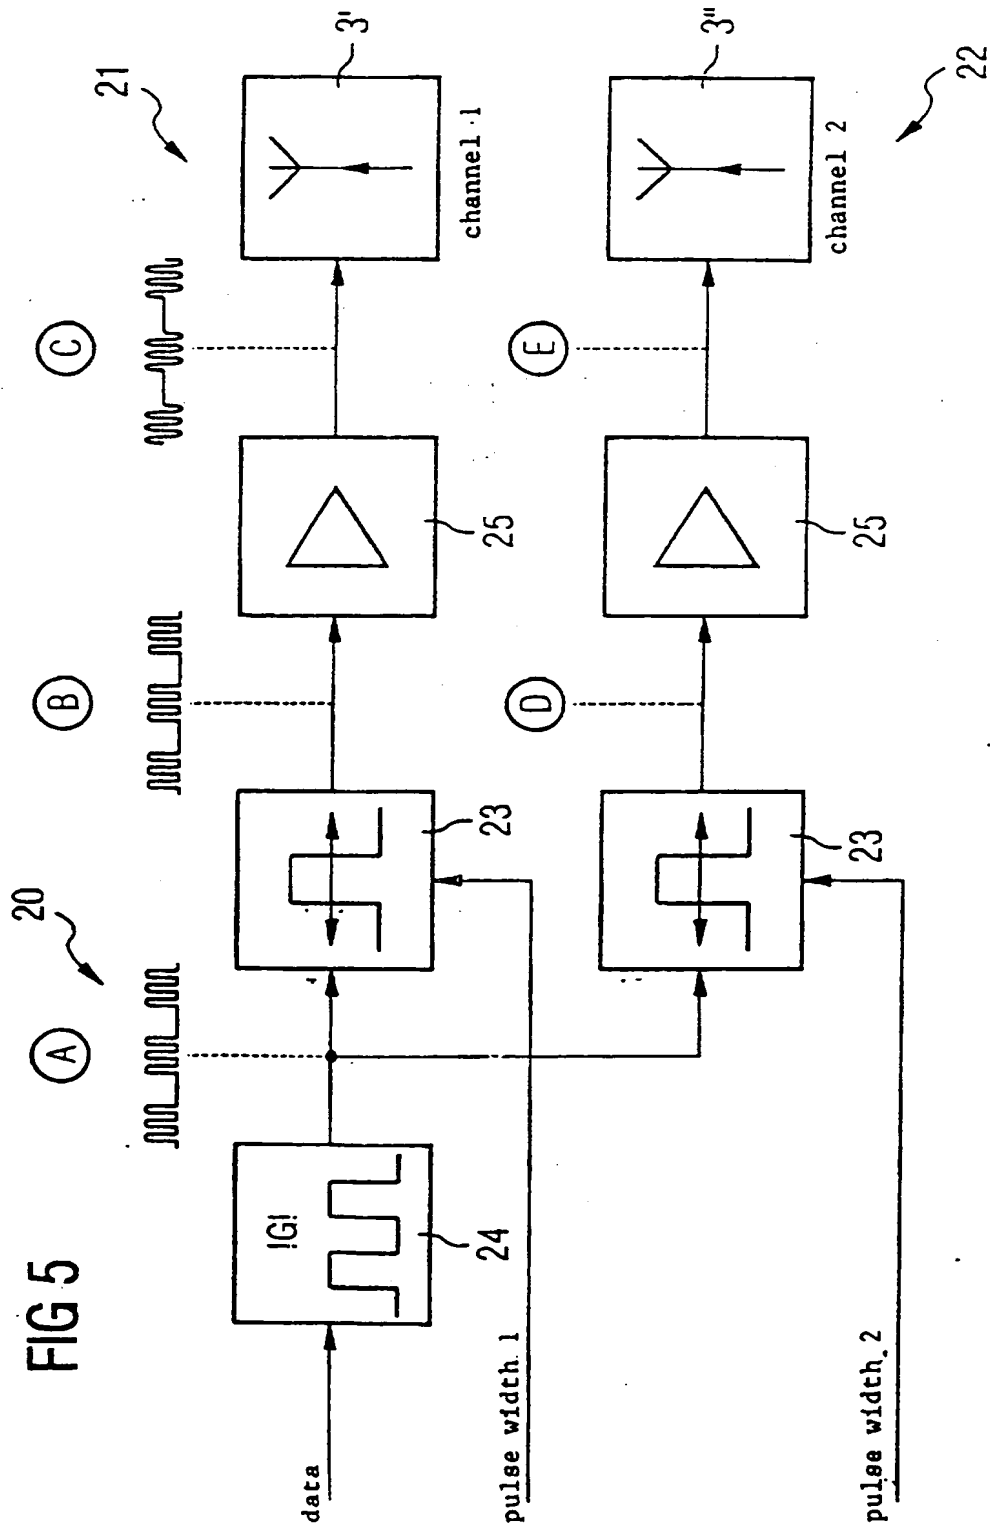 FIG 5
20
21
A
B
C
data
!G!
24
23
25
3'
channel 1
pulse width 1
D
E
23
25
3"
channel 2
pulse width 2
22